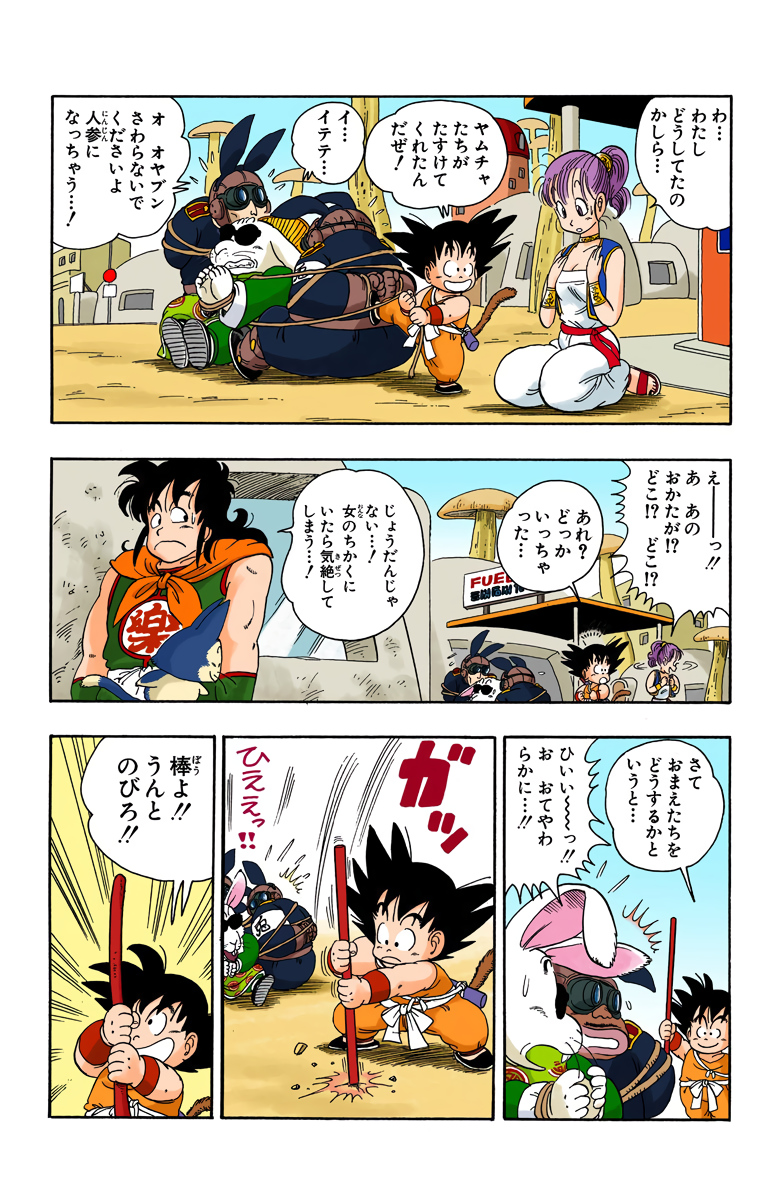 わ…
わたし
どうしてたの
かしら…
ヤムチャ
たちが
たすけて
くれたん
だぜ！
イ…
イテテ…
オ　オヤブン
さわらないで
くださいよ
人参に
なっちゃう…！
えーーっ!!
あ　あの
おかたが!?
どこ!?　どこ!?
あれ？
どっか
いっちゃ
った…
FUEL
じょうだんじゃ
ない…！
女のちかくに
いたら気絶して
しまう…！
樂
さて
おまえたちを
どうするかと
いうと…
ひいい〜〜〜っ!!
お　おてやわ
らかに…!!
ガッ
ひええっ!!
棒よ!!
うんと
のびろ!!